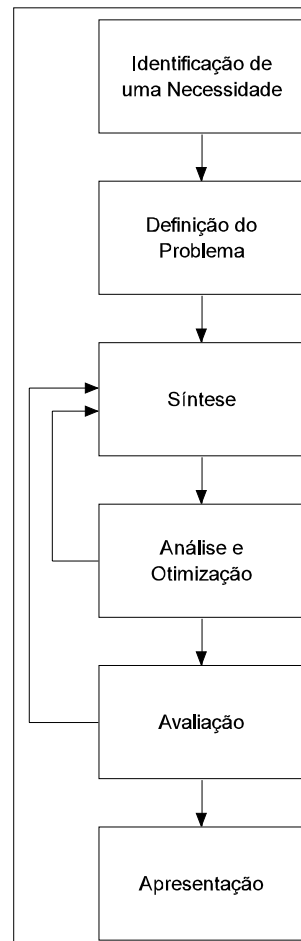 Identificação de
uma Necessidade
Definição do
Problema
Síntese
Análise e
Otimização
Avaliação
Apresentação